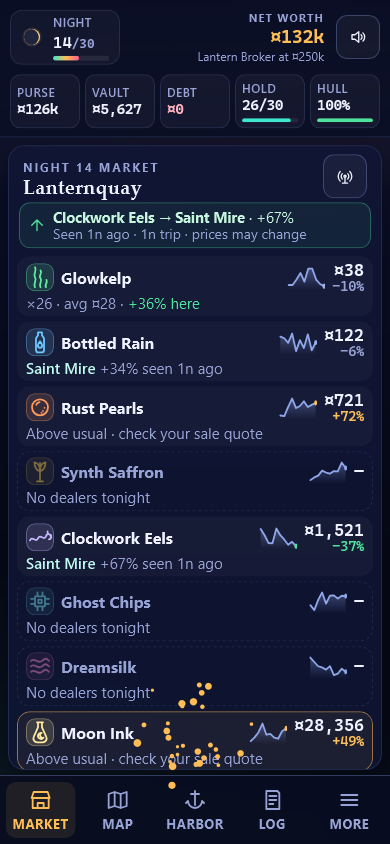 NIGHT
14/30
NET WORTH
¤132k
Lantern Broker at ¤250k
PURSE
¤126k
VAULT
¤5,627
DEBT
¤0
HOLD
26/30
HULL
100%
NIGHT 14 MARKET
Lanternquay
Clockwork Eels → Saint Mire · +67%
Seen 1n ago · 1n trip · prices may change
Glowkelp
¤38
-10%
×26 · avg ¤28 · +36% here
Bottled Rain
¤122
-6%
Saint Mire +34% seen 1n ago
Rust Pearls
¤721
+72%
Above usual · check your sale quote
Synth Saffron
—
No dealers tonight
Clockwork Eels
¤1,521
-37%
Saint Mire +67% seen 1n ago
Ghost Chips
—
No dealers tonight
Dreamsilk
—
No dealers tonight
Moon Ink
¤28,356
+49%
Above usual · check your sale quote
MARKET
MAP
HARBOR
LOG
MORE